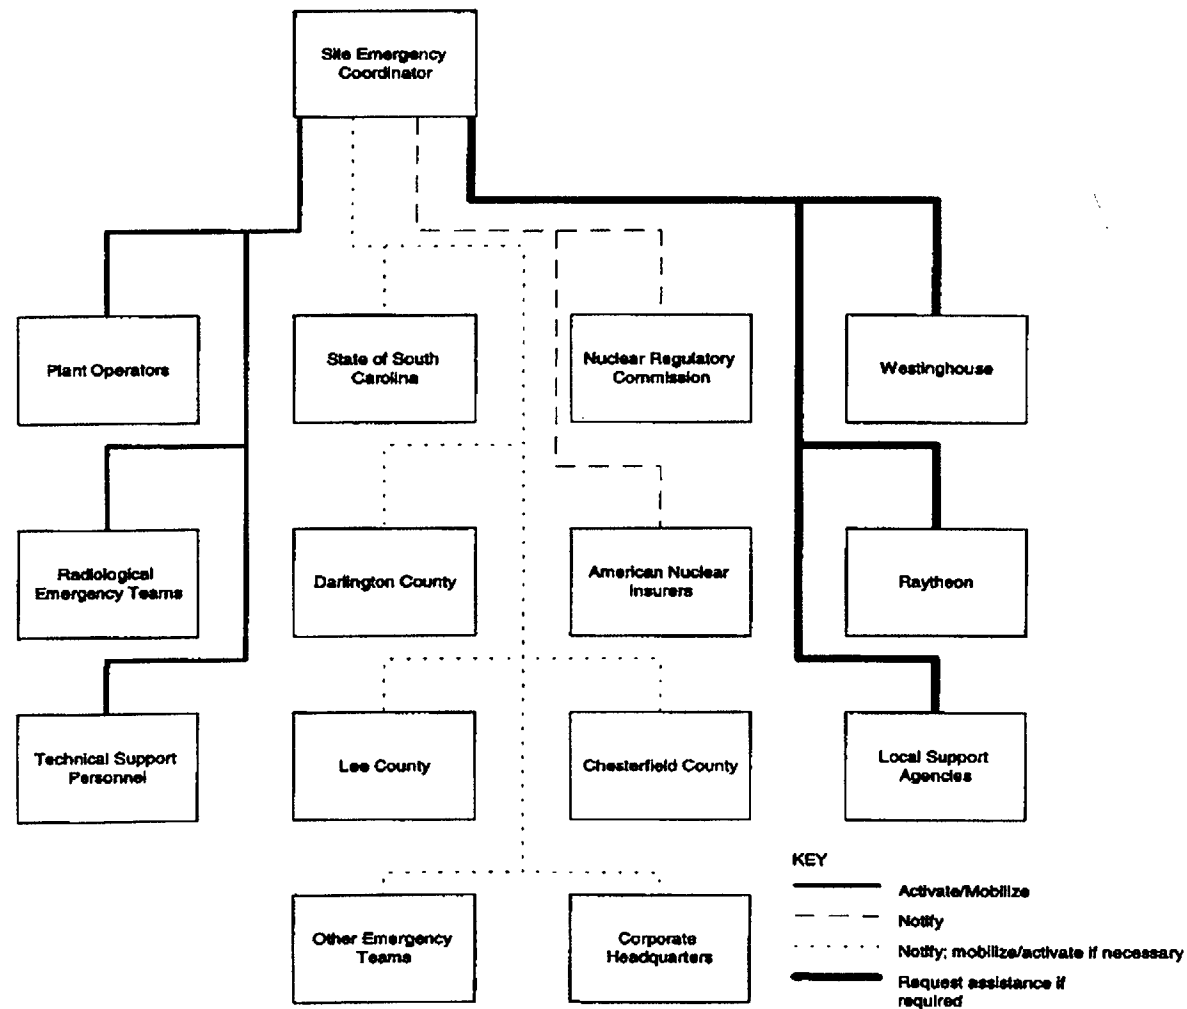 Site Emergency
Coordinator
Plant Operators
State of South
Carolina
Nuclear Regulatory
Commission
Westinghouse
Radiological
Emergency Teams
Darlington County
American Nuclear
Insurers
Raytheon
Technical Support
Personnel
Lee County
Chesterfield County
Local Support
Agencies
Other Emergency
Teams
Corporate
Headquarters
KEY
Activate/Mobilize
Notify
Notify; mobilize/activate if necessary
Request assistance if
required